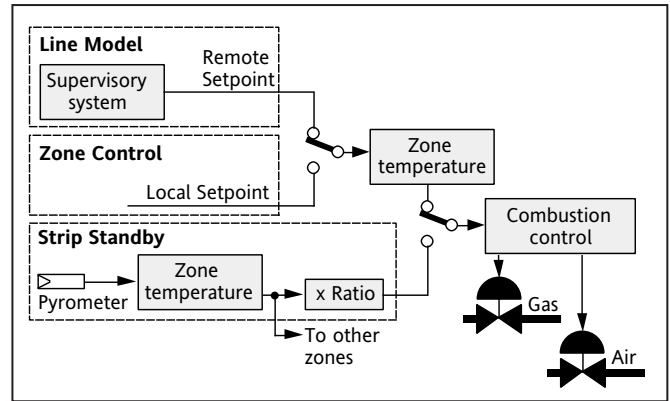 Line Model
Supervisory
system
Remote
Setpoint
Zone Control
Local Setpoint
Zone
temperature
Combustion
control
Strip Standby
Pyrometer
Zone
temperature
x Ratio
To other
zones
Gas
Air